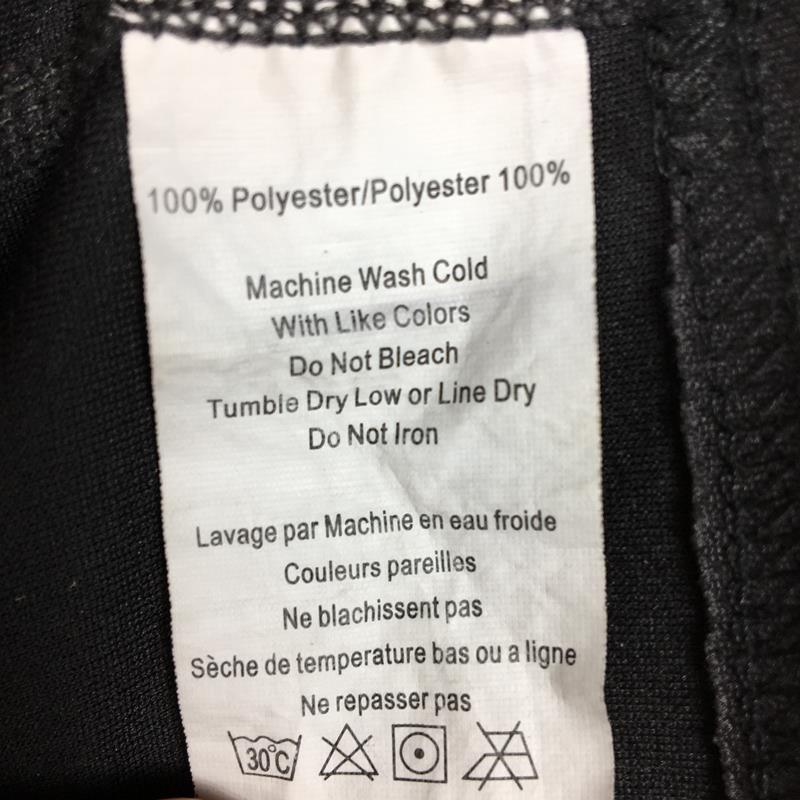 100% Polyester/Polyester 100%
Machine Wash Cold
With Like Colors
Do Not Bleach
Tumble Dry Low or Line Dry
Do Not Iron
Lavage par Machine en eau froide
Couleurs pareilles
Ne blachissent pas
Sèche de temperature bas ou a ligne
Ne repasser pas
30°C